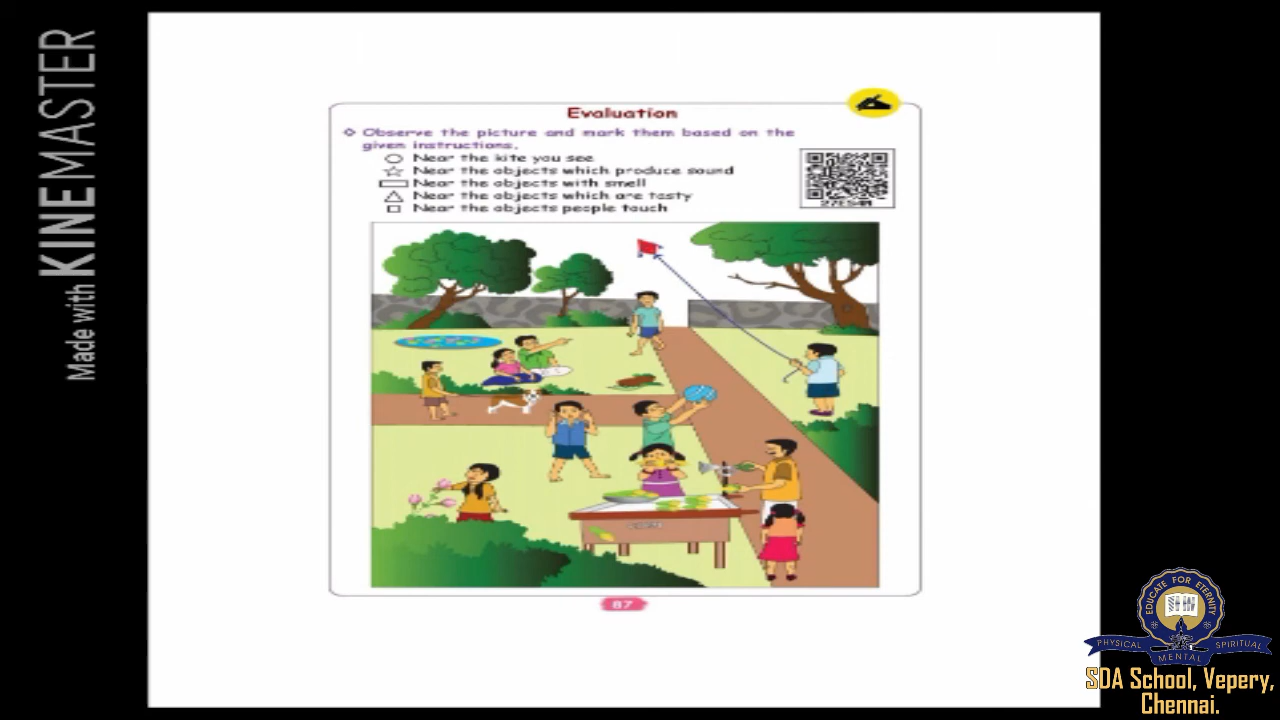 Made with KINEMASTER
Evaluation
Observe the picture and mark them based on the
given instructions.
Near the kite you see
Near the objects which produce sound
Near the objects with smell
Near the objects which are tasty
Near the objects people touch
87
EDUCATE FOR ETERNITY
PHYSICAL MENTAL SPIRITUAL
SDA School, Vepery,
Chennai.